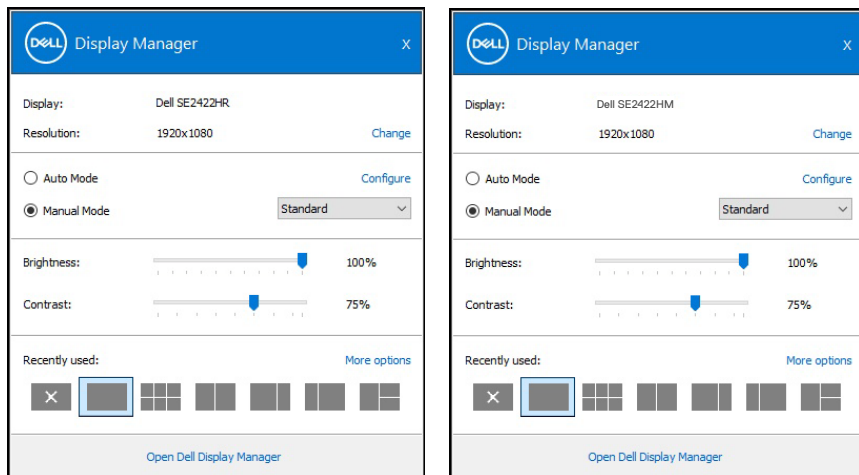 DELL Display Manager X
Display: Dell SE2422HR
Resolution: 1920x1080 Change
Auto Mode Configure
Manual Mode Standard
Brightness: 100%
Contrast: 75%
Recently used: More options
Open Dell Display Manager
DELL Display Manager X
Display: Dell SE2422HM
Resolution: 1920x1080 Change
Auto Mode Configure
Manual Mode Standard
Brightness: 100%
Contrast: 75%
Recently used: More options
Open Dell Display Manager